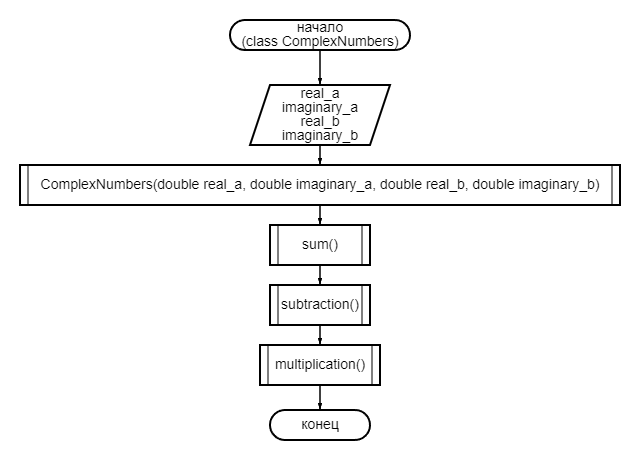 начало
(class ComplexNumbers)
real_a
imaginary_a
real_b
imaginary_b
ComplexNumbers(double real_a, double imaginary_a, double real_b, double imaginary_b)
sum()
subtraction()
multiplication()
конец